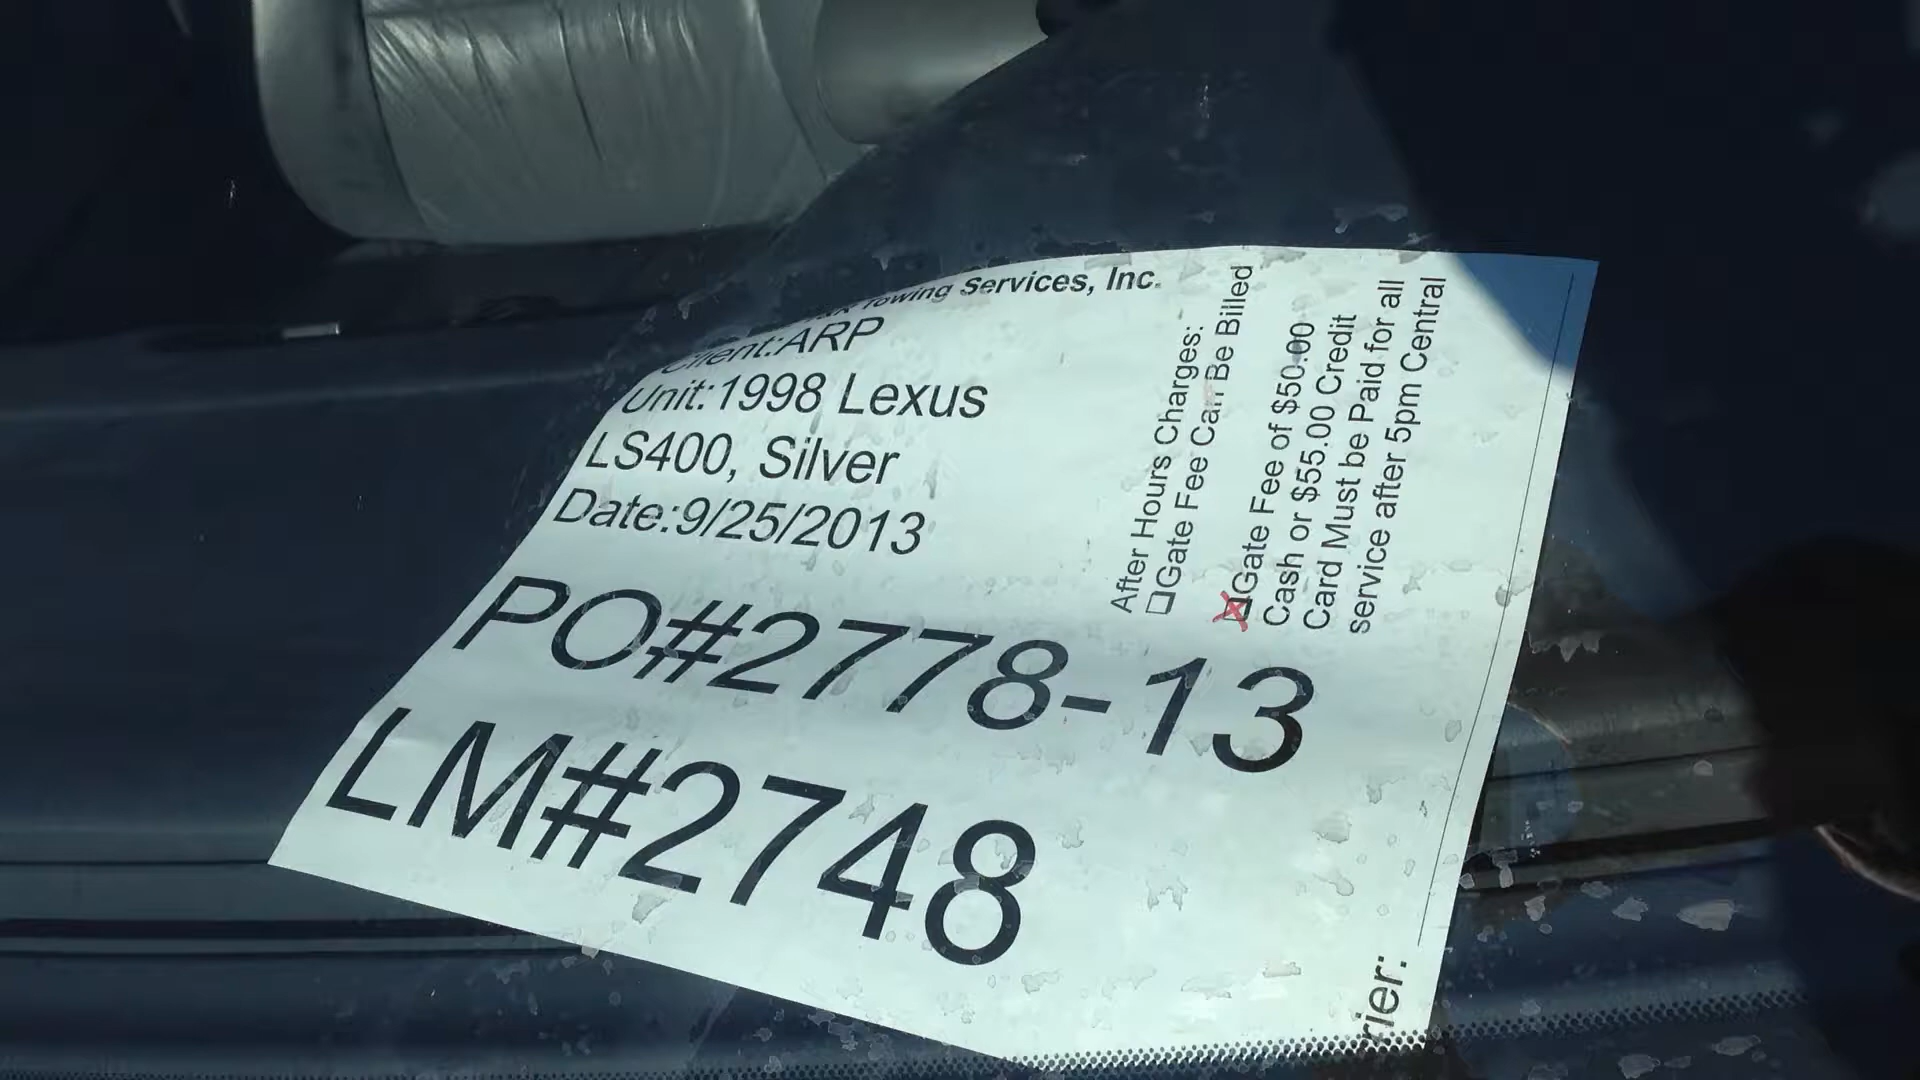 Towing Services, Inc.
Client:ARP
Unit:1998 Lexus
LS400, Silver
Date:9/25/2013
PO#2778-13
LM#2748
After Hours Charges:
☐Gate Fee Can Be Billed
☒Gate Fee of $50.00
Cash or $55.00 Credit
Card Must be Paid for all
service after 5pm Central
rier: